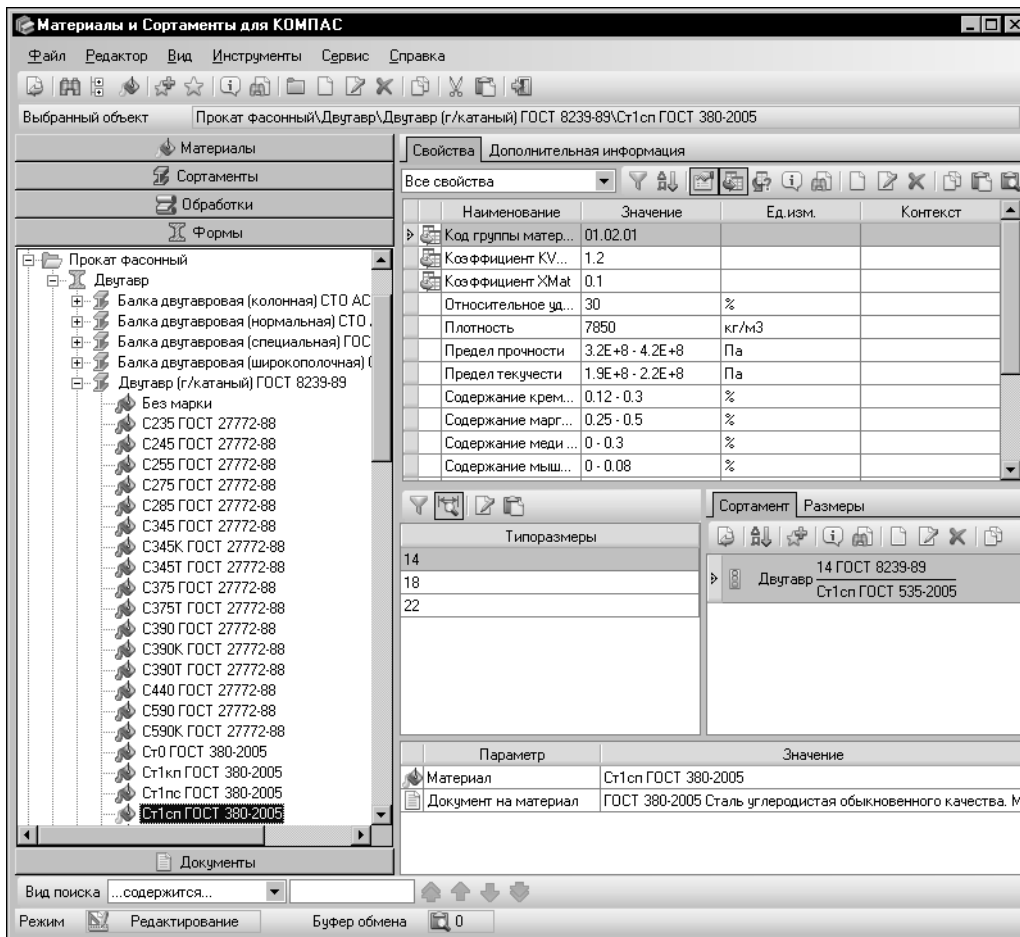 Материалы и Сортаменты для КОМПАС
Файл Редактор Вид Инструменты Сервис Справка
Выбранный объект Прокат фасонный\Двутавр\Двутавр (г/катаный) ГОСТ 8239-89\Ст1сп ГОСТ 380-2005
Материалы
Сортаменты
Обработки
Формы
Прокат фасонный
Двутавр
Балка двутавровая (колонная) СТО АС
Балка двутавровая (нормальная) СТО
Балка двутавровая (специальная) ГОС
Балка двутавровая (широкополочная)
Двутавр (г/катаный) ГОСТ 8239-89
Без марки
С235 ГОСТ 27772-88
С245 ГОСТ 27772-88
С255 ГОСТ 27772-88
С275 ГОСТ 27772-88
С285 ГОСТ 27772-88
С345 ГОСТ 27772-88
С345К ГОСТ 27772-88
С345Т ГОСТ 27772-88
С375 ГОСТ 27772-88
С375Т ГОСТ 27772-88
С390 ГОСТ 27772-88
С390К ГОСТ 27772-88
С390Т ГОСТ 27772-88
С440 ГОСТ 27772-88
С590 ГОСТ 27772-88
С590К ГОСТ 27772-88
Ст0 ГОСТ 380-2005
Ст1кп ГОСТ 380-2005
Ст1пс ГОСТ 380-2005
Ст1сп ГОСТ 380-2005
Документы
Свойства Дополнительная информация
Все свойства
Наименование Значение Ед.изм. Контекст
Код группы матер... 01.02.01
Коэффициент KV... 1.2
Коэффициент XMat 0.1
Относительное уд... 30 %
Плотность 7850 кг/м3
Предел прочности 3.2E+8 - 4.2E+8 Па
Предел текучести 1.9E+8 - 2.2E+8 Па
Содержание крем... 0.12 - 0.3 %
Содержание марг... 0.25 - 0.5 %
Содержание меди ... 0 - 0.3 %
Содержание мыш... 0 - 0.08 %
Типоразмеры
14
18
22
Сортамент Размеры
14 ГОСТ 8239-89
Двутавр
Ст1сп ГОСТ 535-2005
Параметр Значение
Материал Ст1сп ГОСТ 380-2005
Документ на материал ГОСТ 380-2005 Сталь углеродистая обыкновенного качества. М
Вид поиска ...содержится...
Режим Редактирование Буфер обмена 0